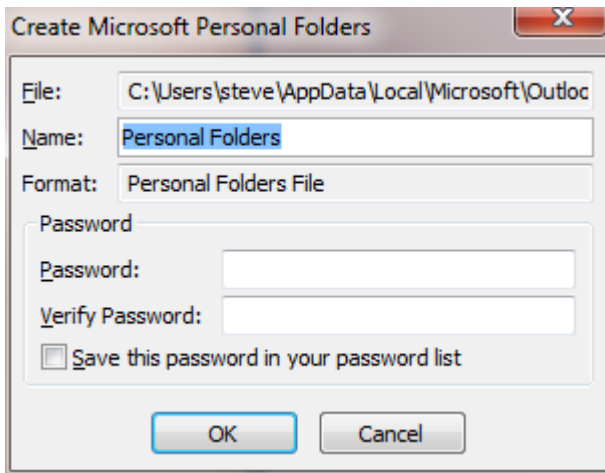 Create Microsoft Personal Folders
File: C:\Users\steve\AppData\Local\Microsoft\Outloo
Name: Personal Folders
Format: Personal Folders File
Password
Password:
Verify Password:
Save this password in your password list
OK Cancel